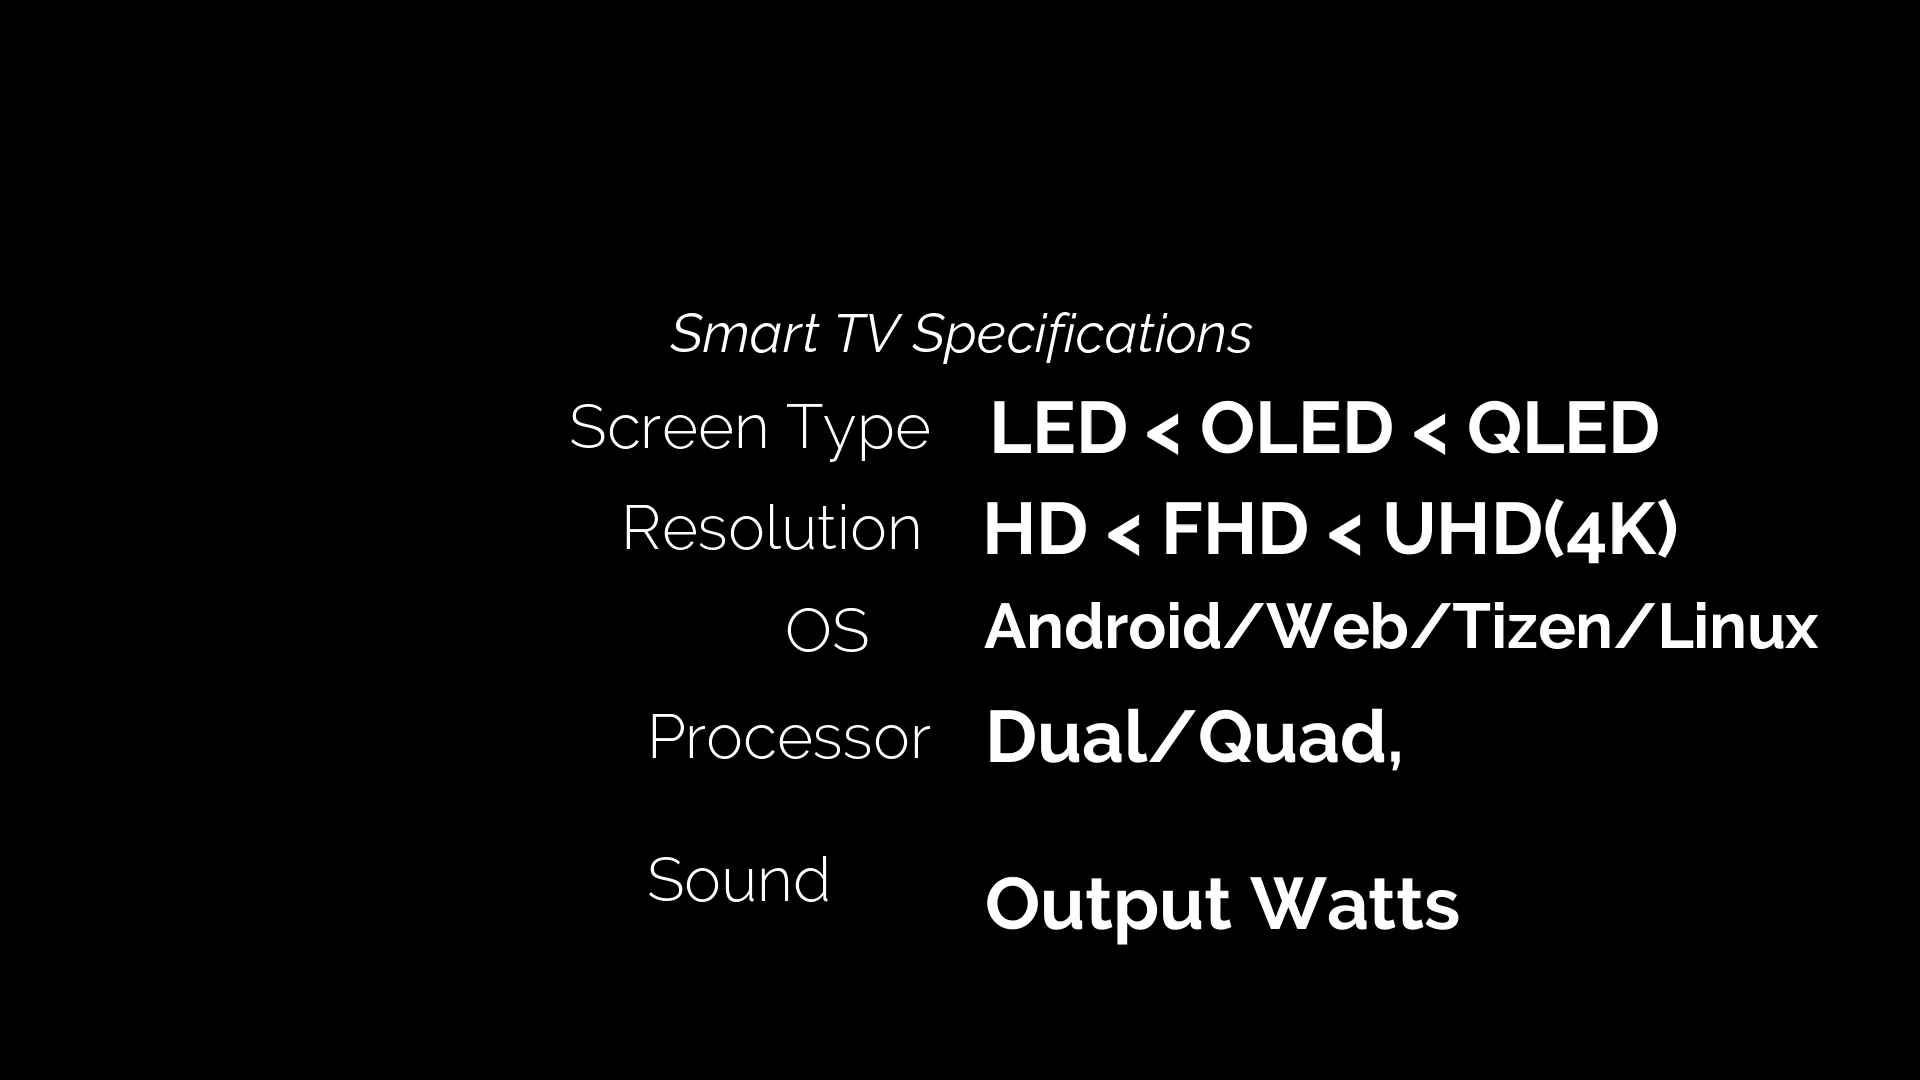 Smart TV Specifications
Screen Type LED < OLED < QLED
Resolution HD < FHD < UHD(4K)
OS Android/Web/Tizen/Linux
Processor Dual/Quad,
Sound Output Watts